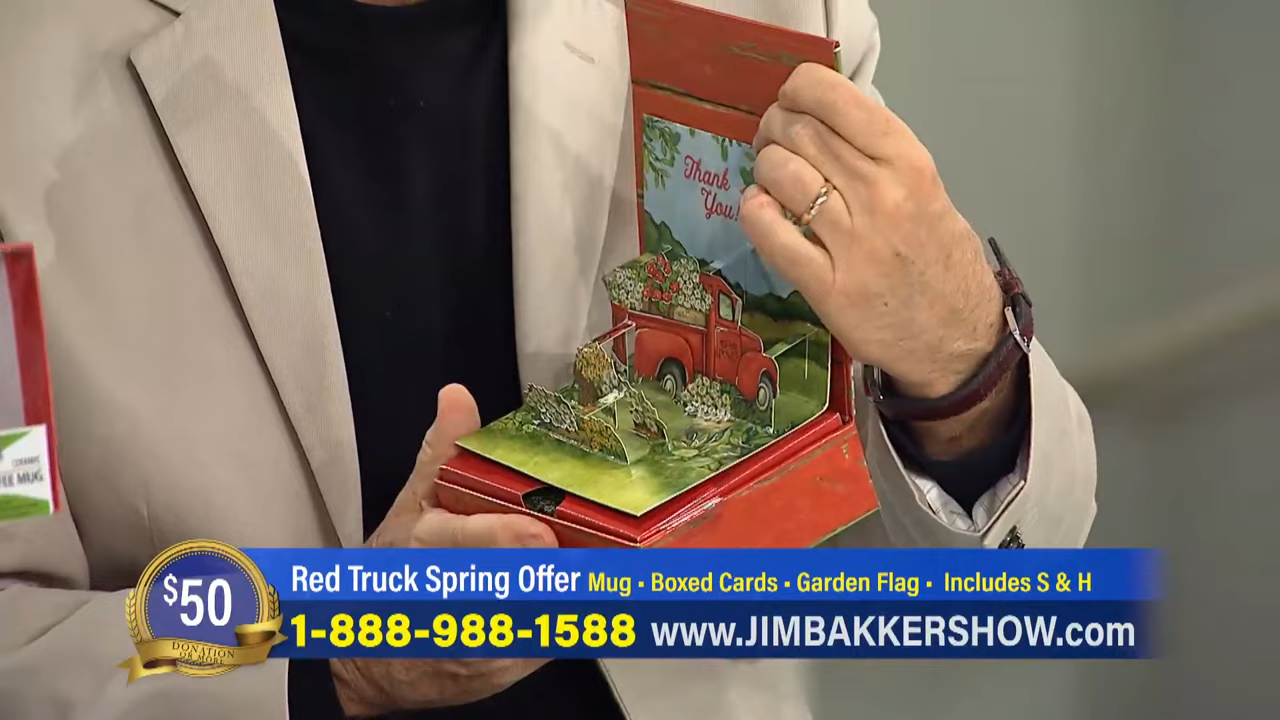 Thank
You!
CERAMIC
MUG
$50
DONATION
OR MORE
Red Truck Spring Offer Mug · Boxed Cards · Garden Flag · Includes S & H
1-888-988-1588 www.JIMBAKKERSHOW.com